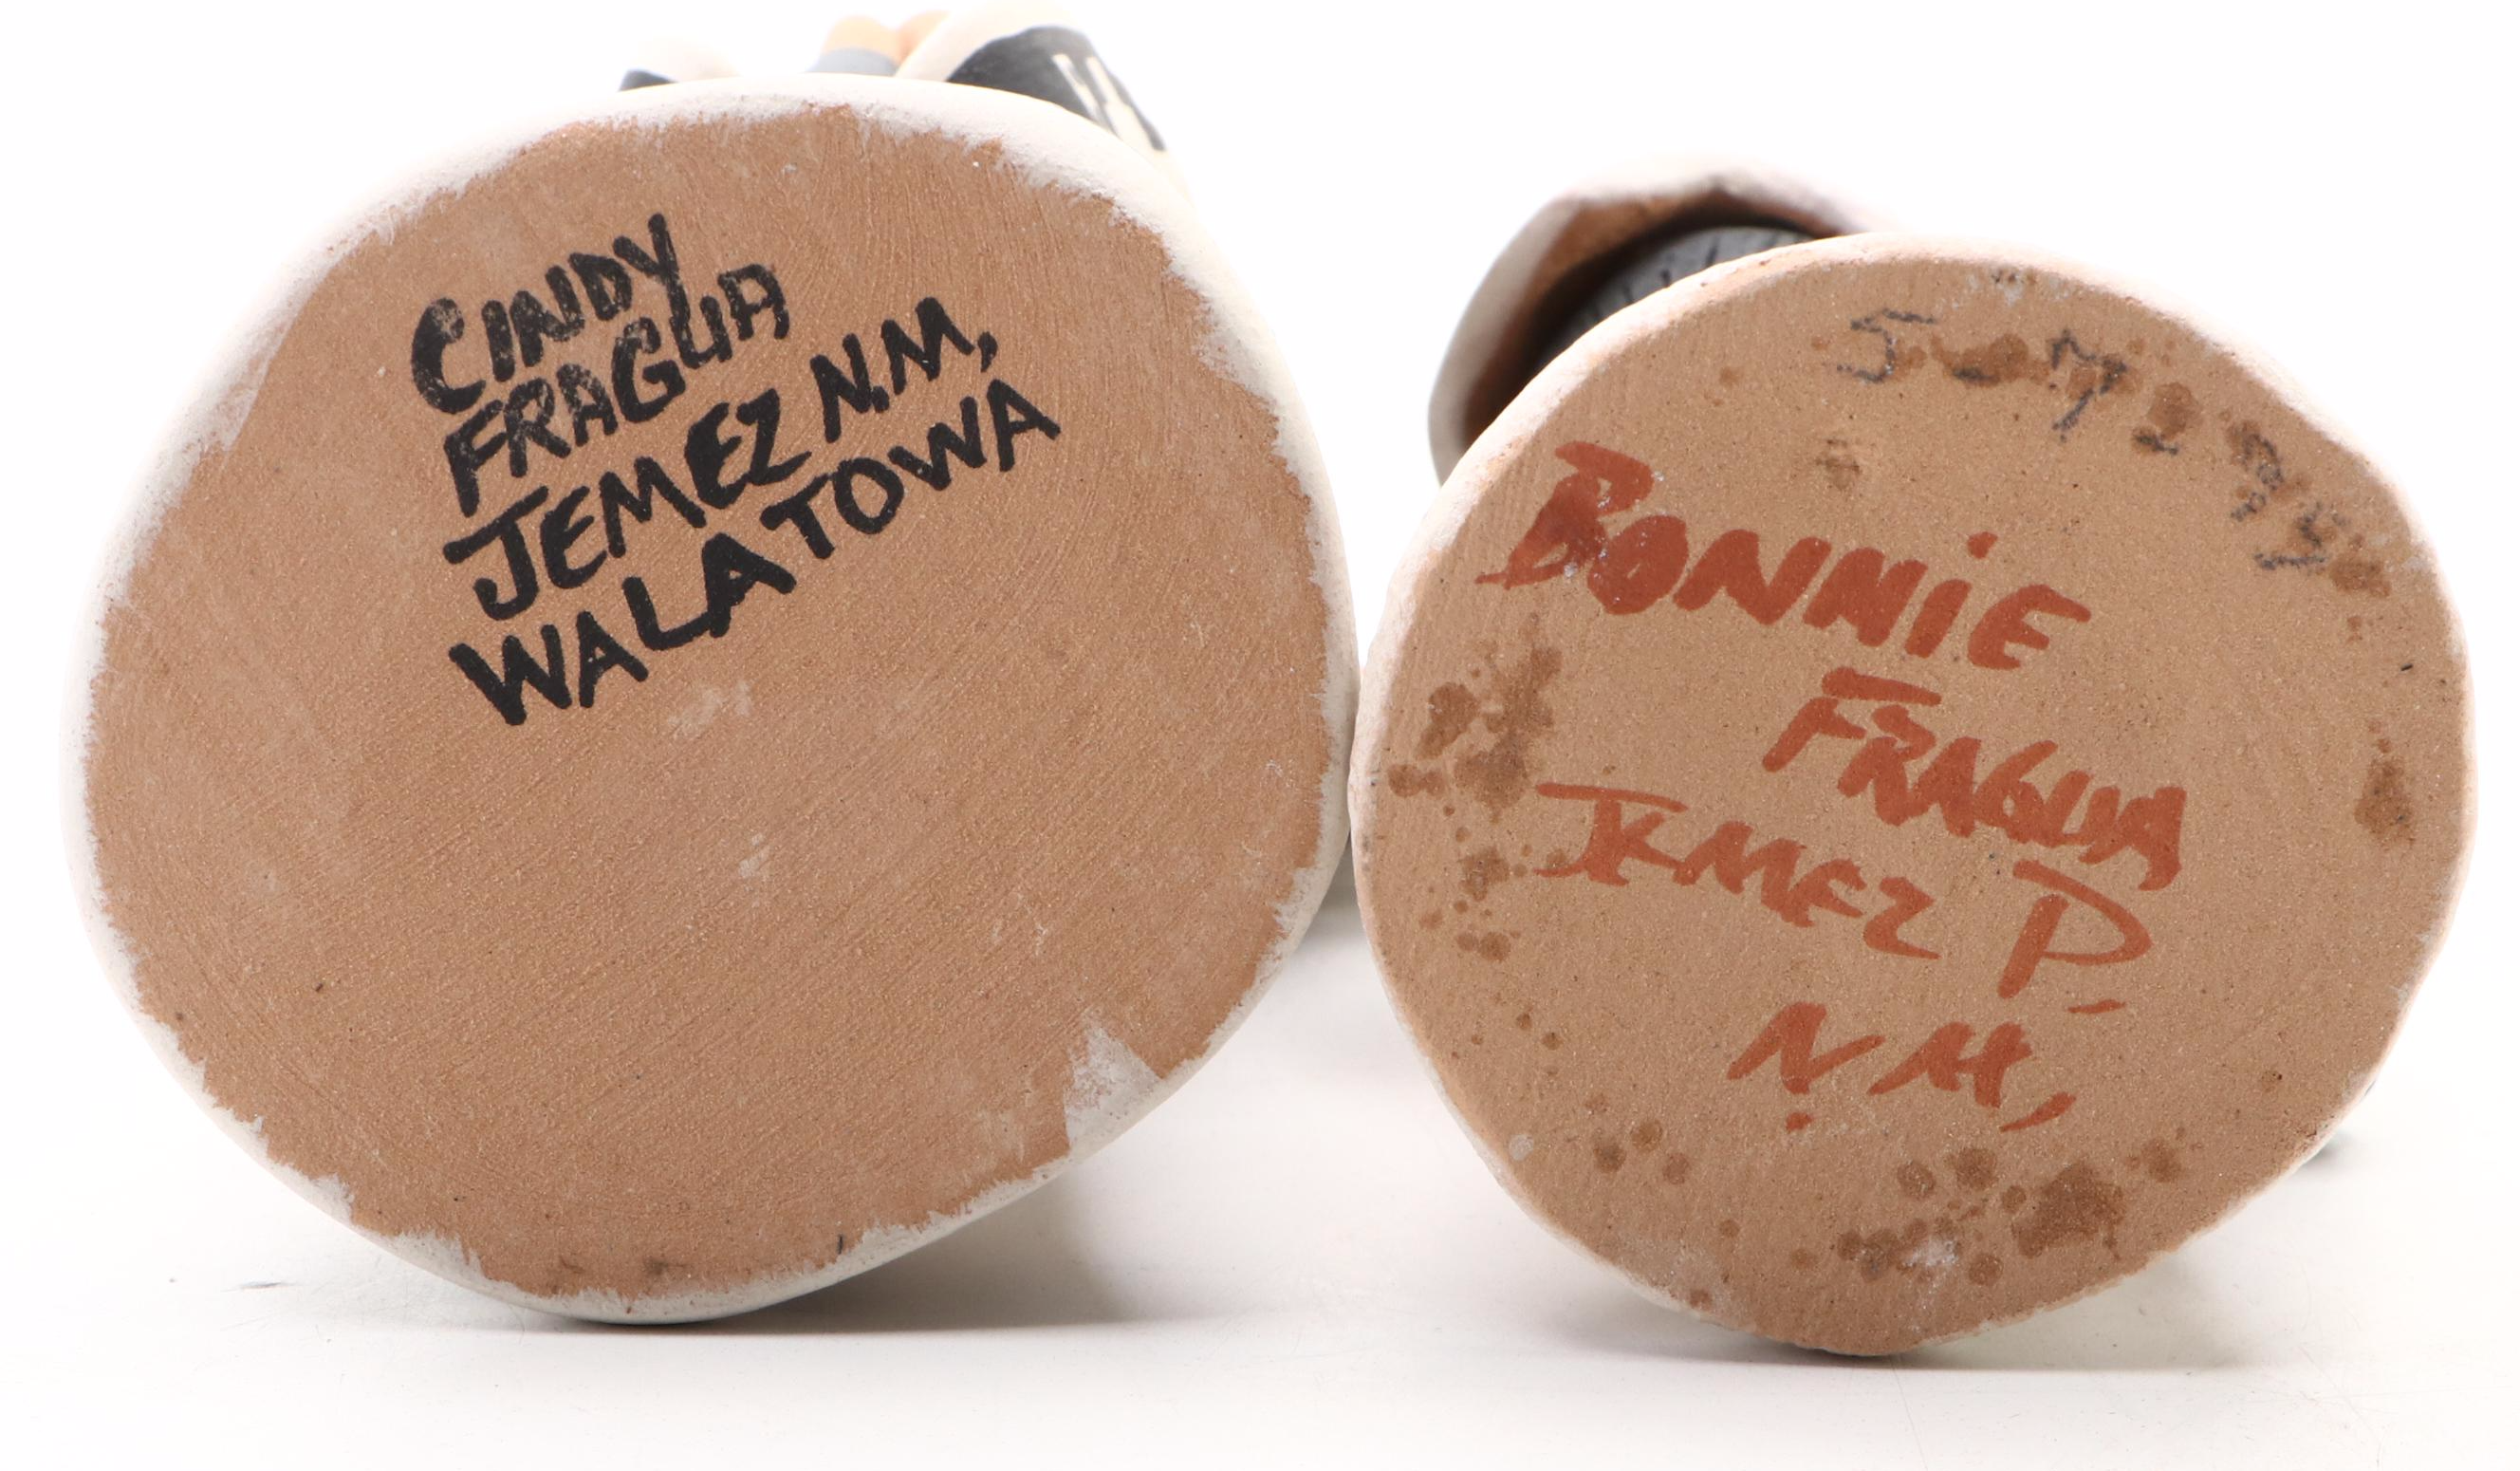 CINDY
FRAGUA
JEMEZ N.M,
WALATOWA
BONNIE
FRAGUA
JEMEZ P.
N.M,